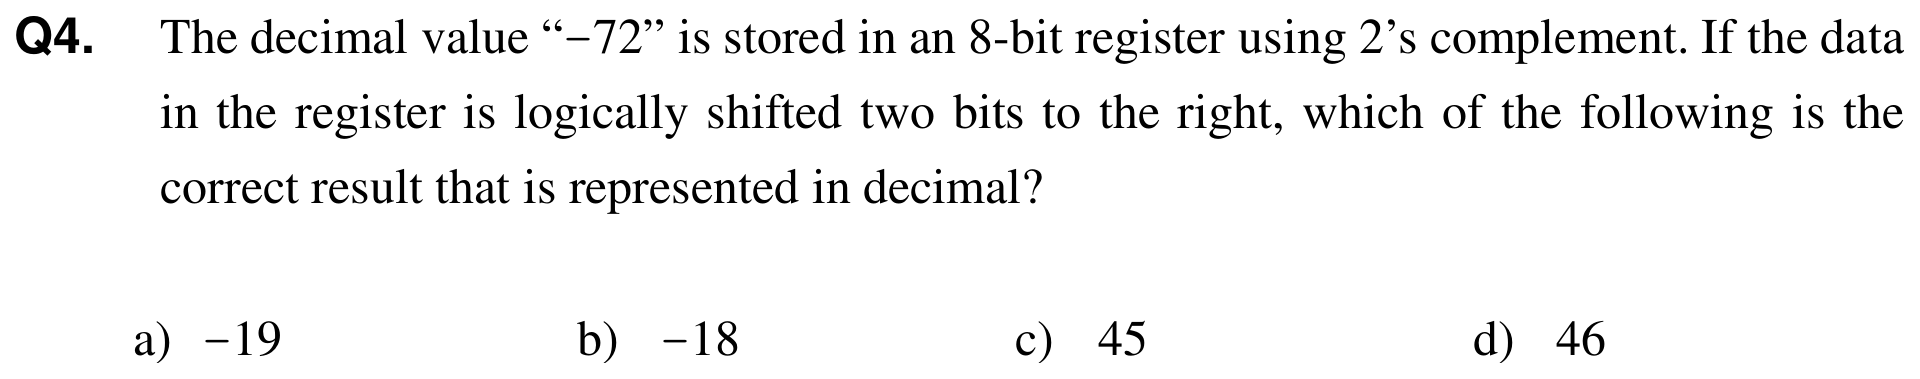 Q4. The decimal value “−72” is stored in an 8-bit register using 2’s complement. If the data
in the register is logically shifted two bits to the right, which of the following is the
correct result that is represented in decimal?
a) −19 b) −18 c) 45 d) 46